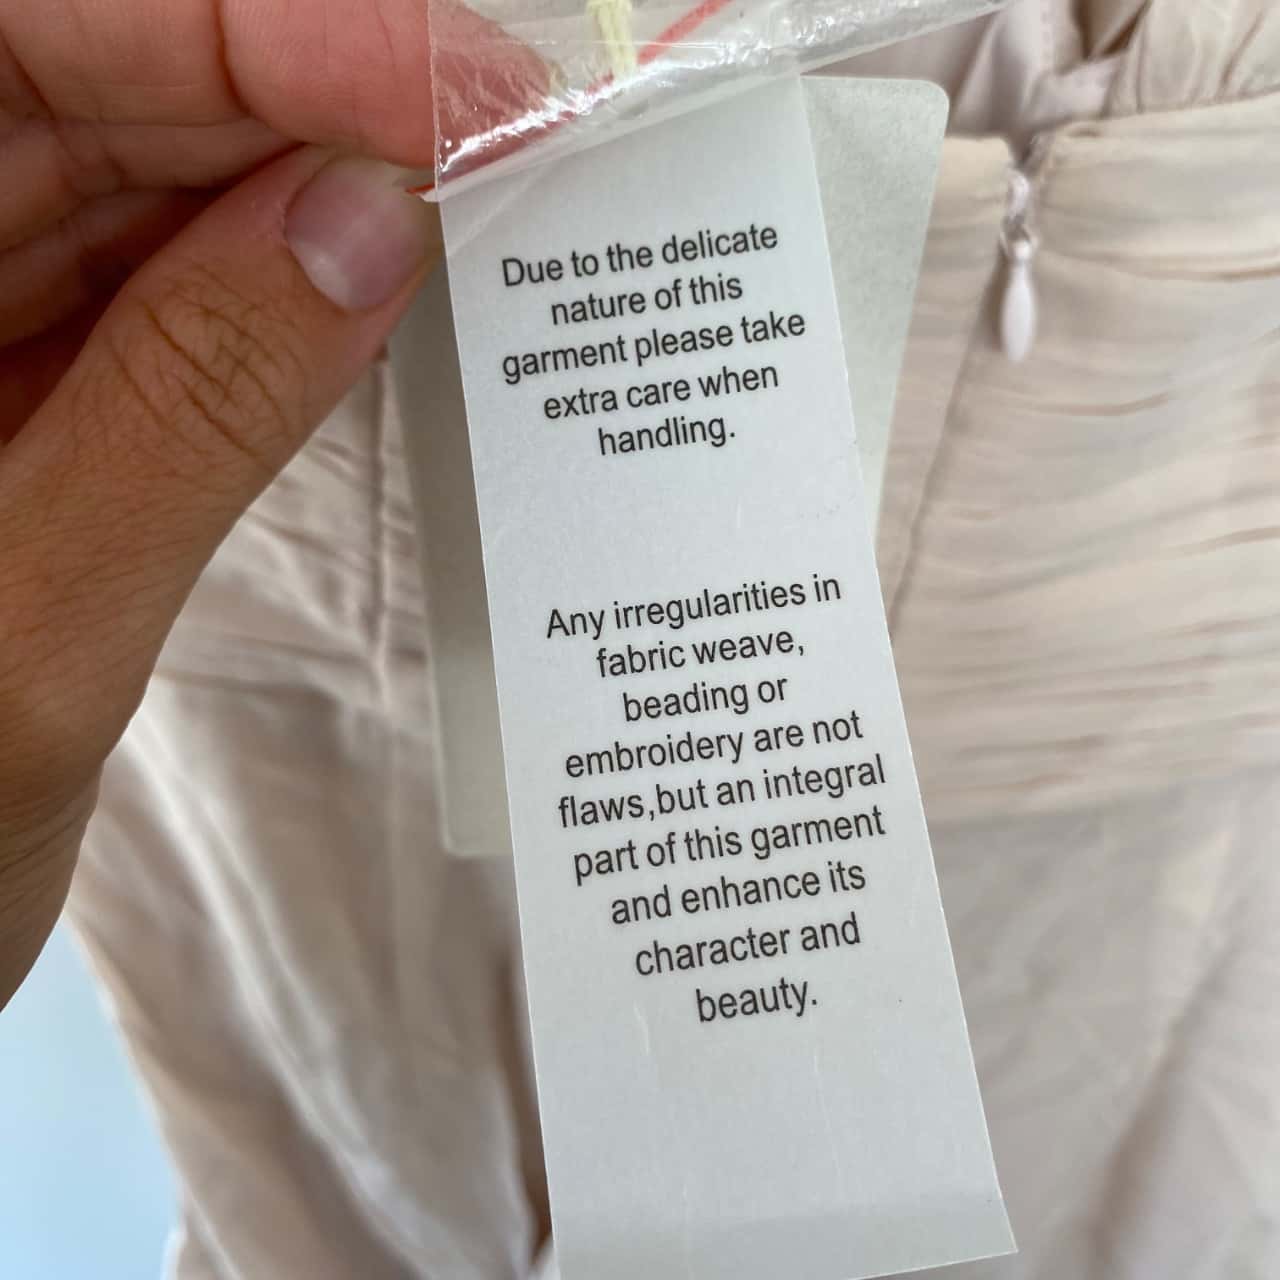 Due to the delicate
nature of this
garment please take
extra care when
handling.
Any irregularities in
fabric weave,
beading or
embroidery are not
flaws,but an integral
part of this garment
and enhance its
character and
beauty.